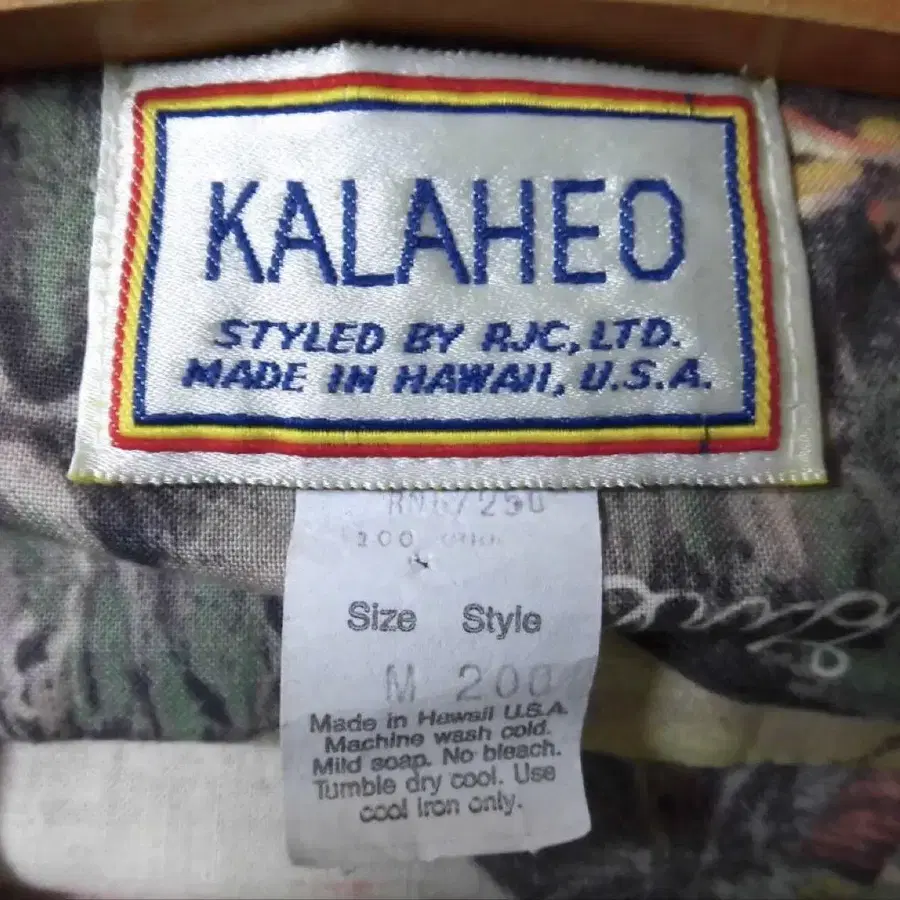 KALAHEO
STYLED BY RJC, LTD.
MADE IN HAWAII, U.S.A.
100
Size Style
M 200
Made in Hawaii U.S.A.
Machine wash cold.
Mild soap. No bleach.
Tumble dry cool. Use
cool iron only.